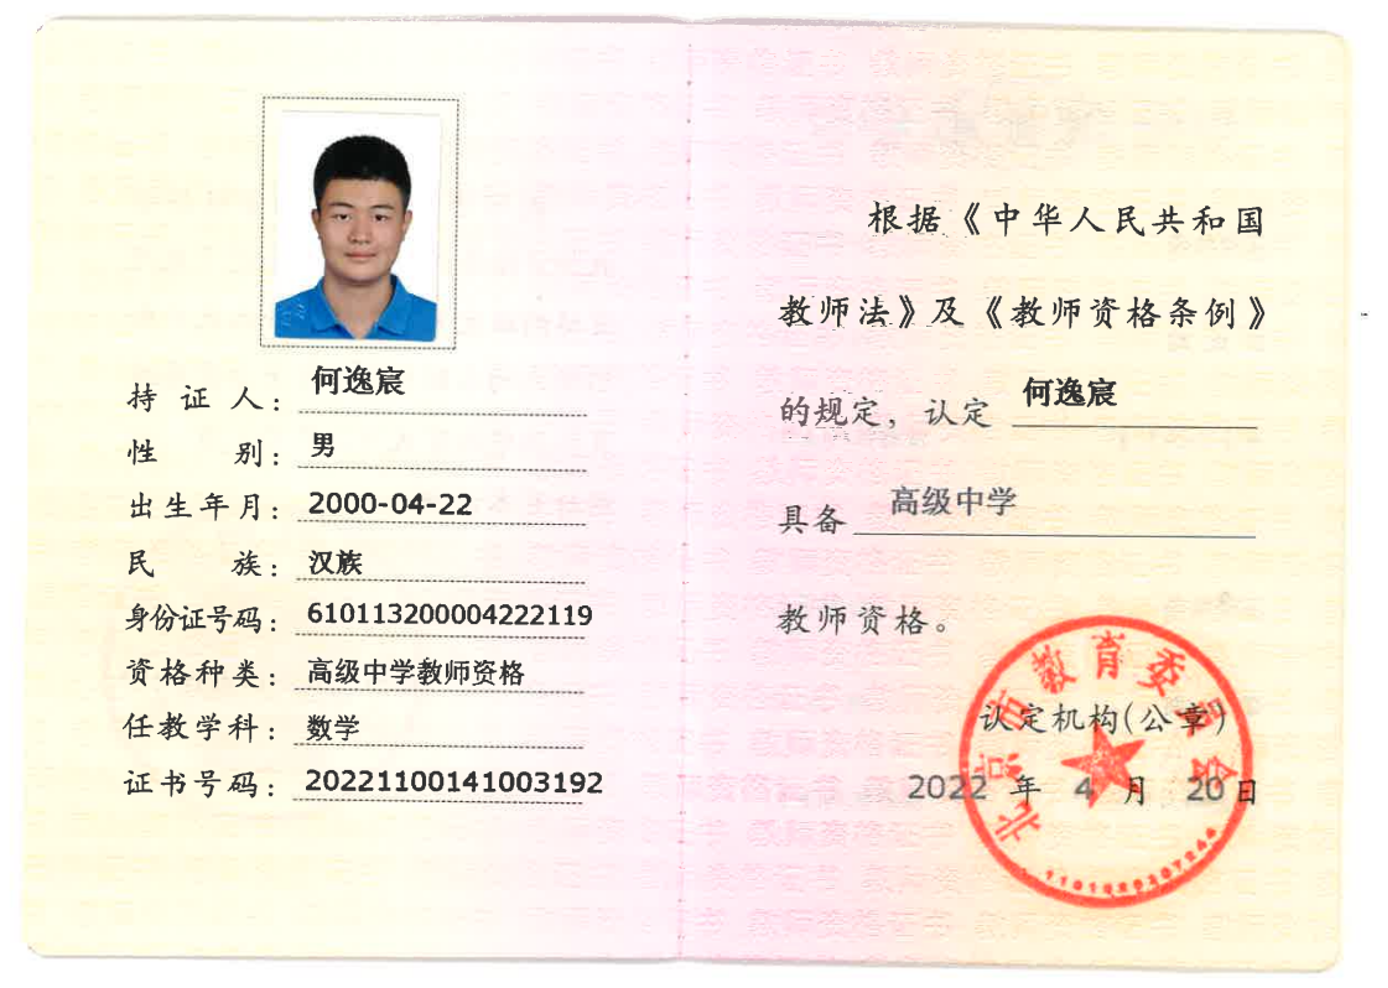 持证人：何逸宸
性别：男
出生年月：2000-04-22
民族：汉族
身份证号码：610113200004222119
资格种类：高级中学教师资格
任教学科：数学
证书号码：20221100141003192
根据《中华人民共和国
教师法》及《教师资格条例》
的规定，认定 何逸宸
具备 高级中学
教师资格。
北京市教育委员会
认定机构(公章)
2022 年 4 月 20 日